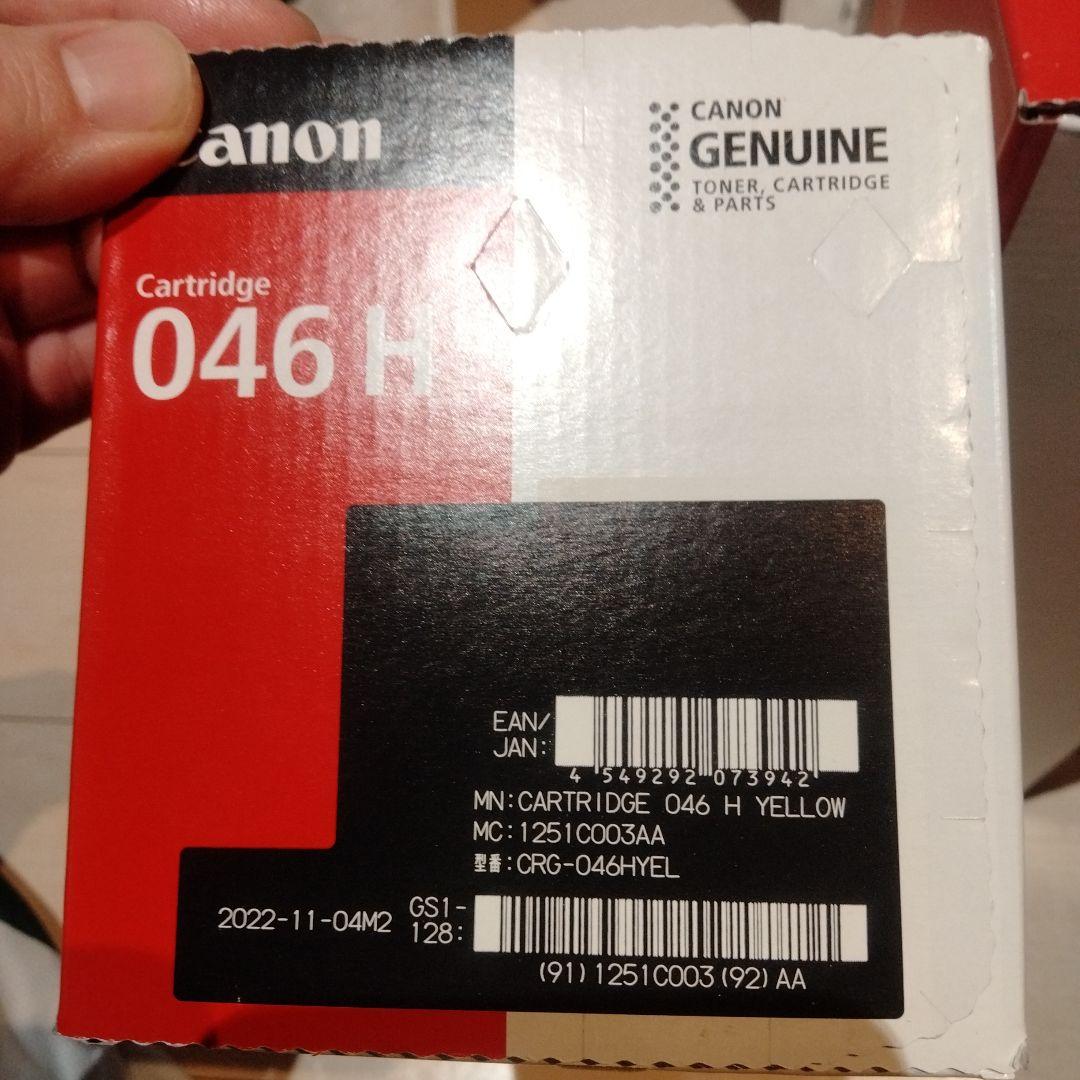 Canon
CANON
GENUINE
TONER, CARTRIDGE
& PARTS
Cartridge
046 H
EAN/
JAN:
4 549292 073942
MN:CARTRIDGE 046 H YELLOW
MC:1251C003AA
型番:CRG-046HYEL
2022-11-04M2
GS1-
128:
(91)1251C003(92)AA